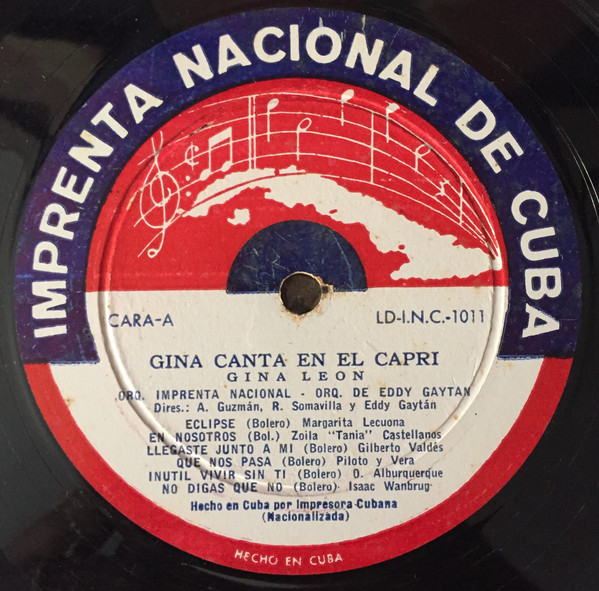 IMPRENTA NACIONAL DE CUBA
CARA-A
LD-I.N.C.-1011
GINA CANTA EN EL CAPRI
GINA LEON
ORQ. IMPRENTA NACIONAL - ORQ. DE EDDY GAYTAN
Dires.: A. Guzmán, R. Somavilla y Eddy Gaytán
ECLIPSE (Bolero) Margarita Lecuona
EN NOSOTROS (Bol.) Zoila "Tania" Castellanos
LLEGASTE JUNTO A MI (Bolero) Gilberto Valdés
QUE NOS PASA (Bolero) Piloto y Vera
INUTIL VIVIR SIN TI (Bolero) O. Alburquerque
NO DIGAS QUE NO (Bolero) Isaac Wanbrug
Hecho en Cuba por Impresora Cubana
(Nacionalizada)
HECHO EN CUBA